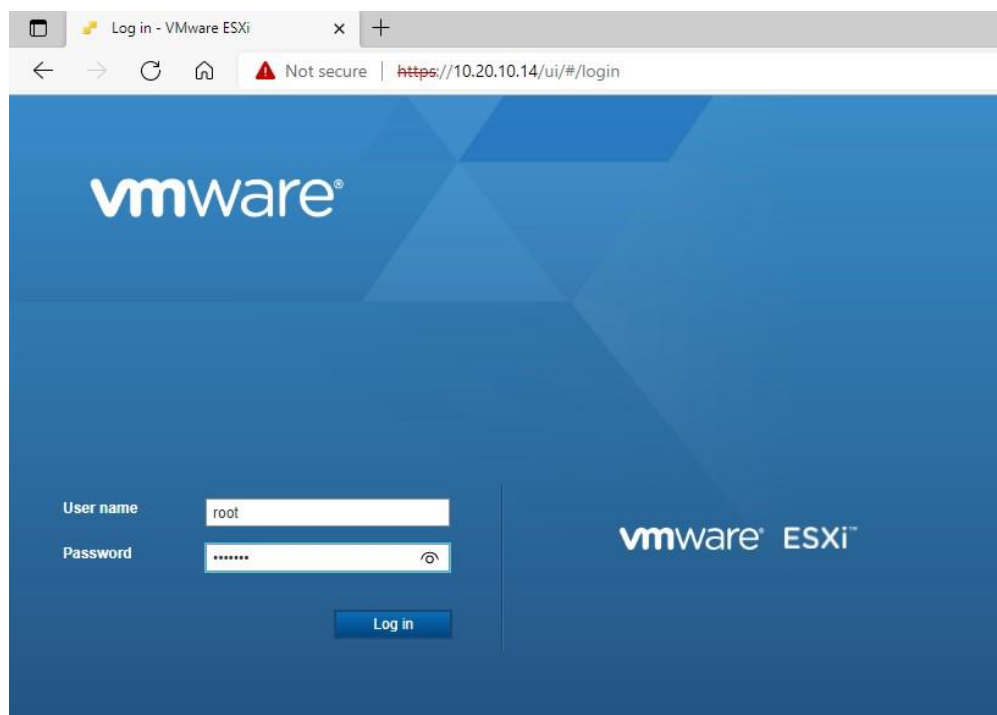 Log in - VMware ESXi
Not secure | https://10.20.10.14/ui/#/login
vmware®
User name root
Password •••••••
vmware® ESXi™
Log in